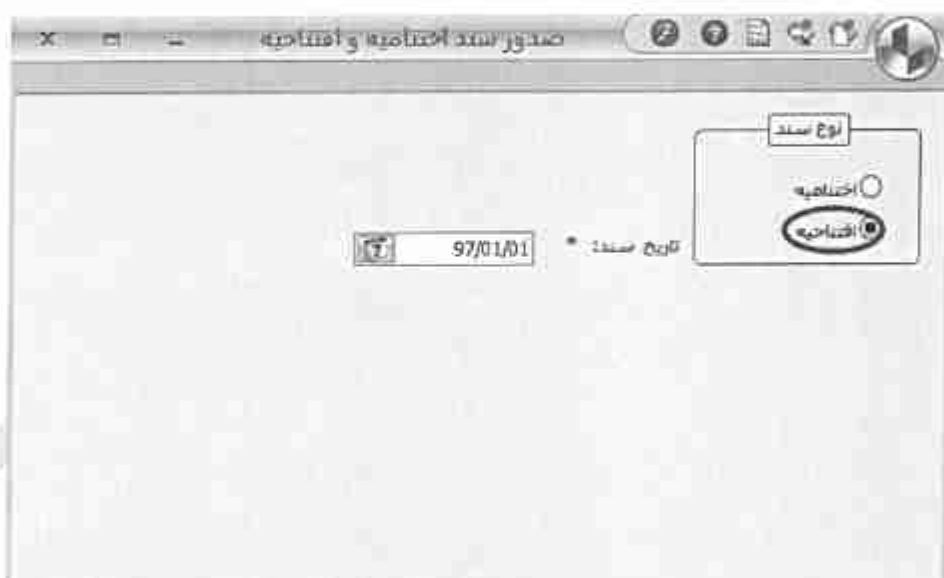 صدور سند اختتامیه و افتتاحیه
نوع سند
اختتامیه
افتتاحیه
تاریخ سند: *
97/01/01